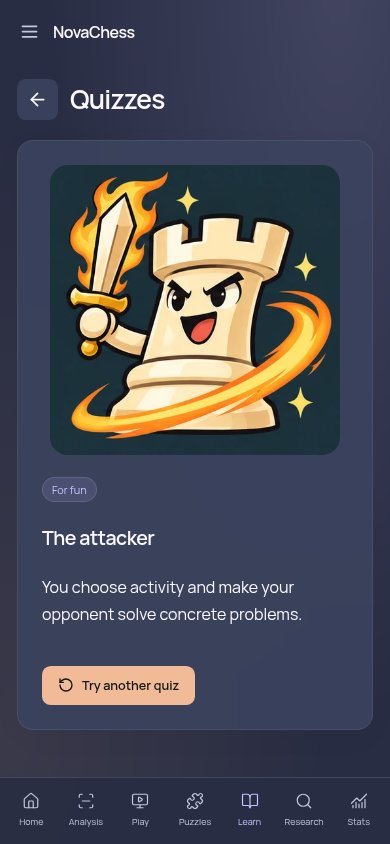 NovaChess
Quizzes
For fun
The attacker
You choose activity and make your
opponent solve concrete problems.
Try another quiz
Home
Analysis
Play
Puzzles
Learn
Research
Stats